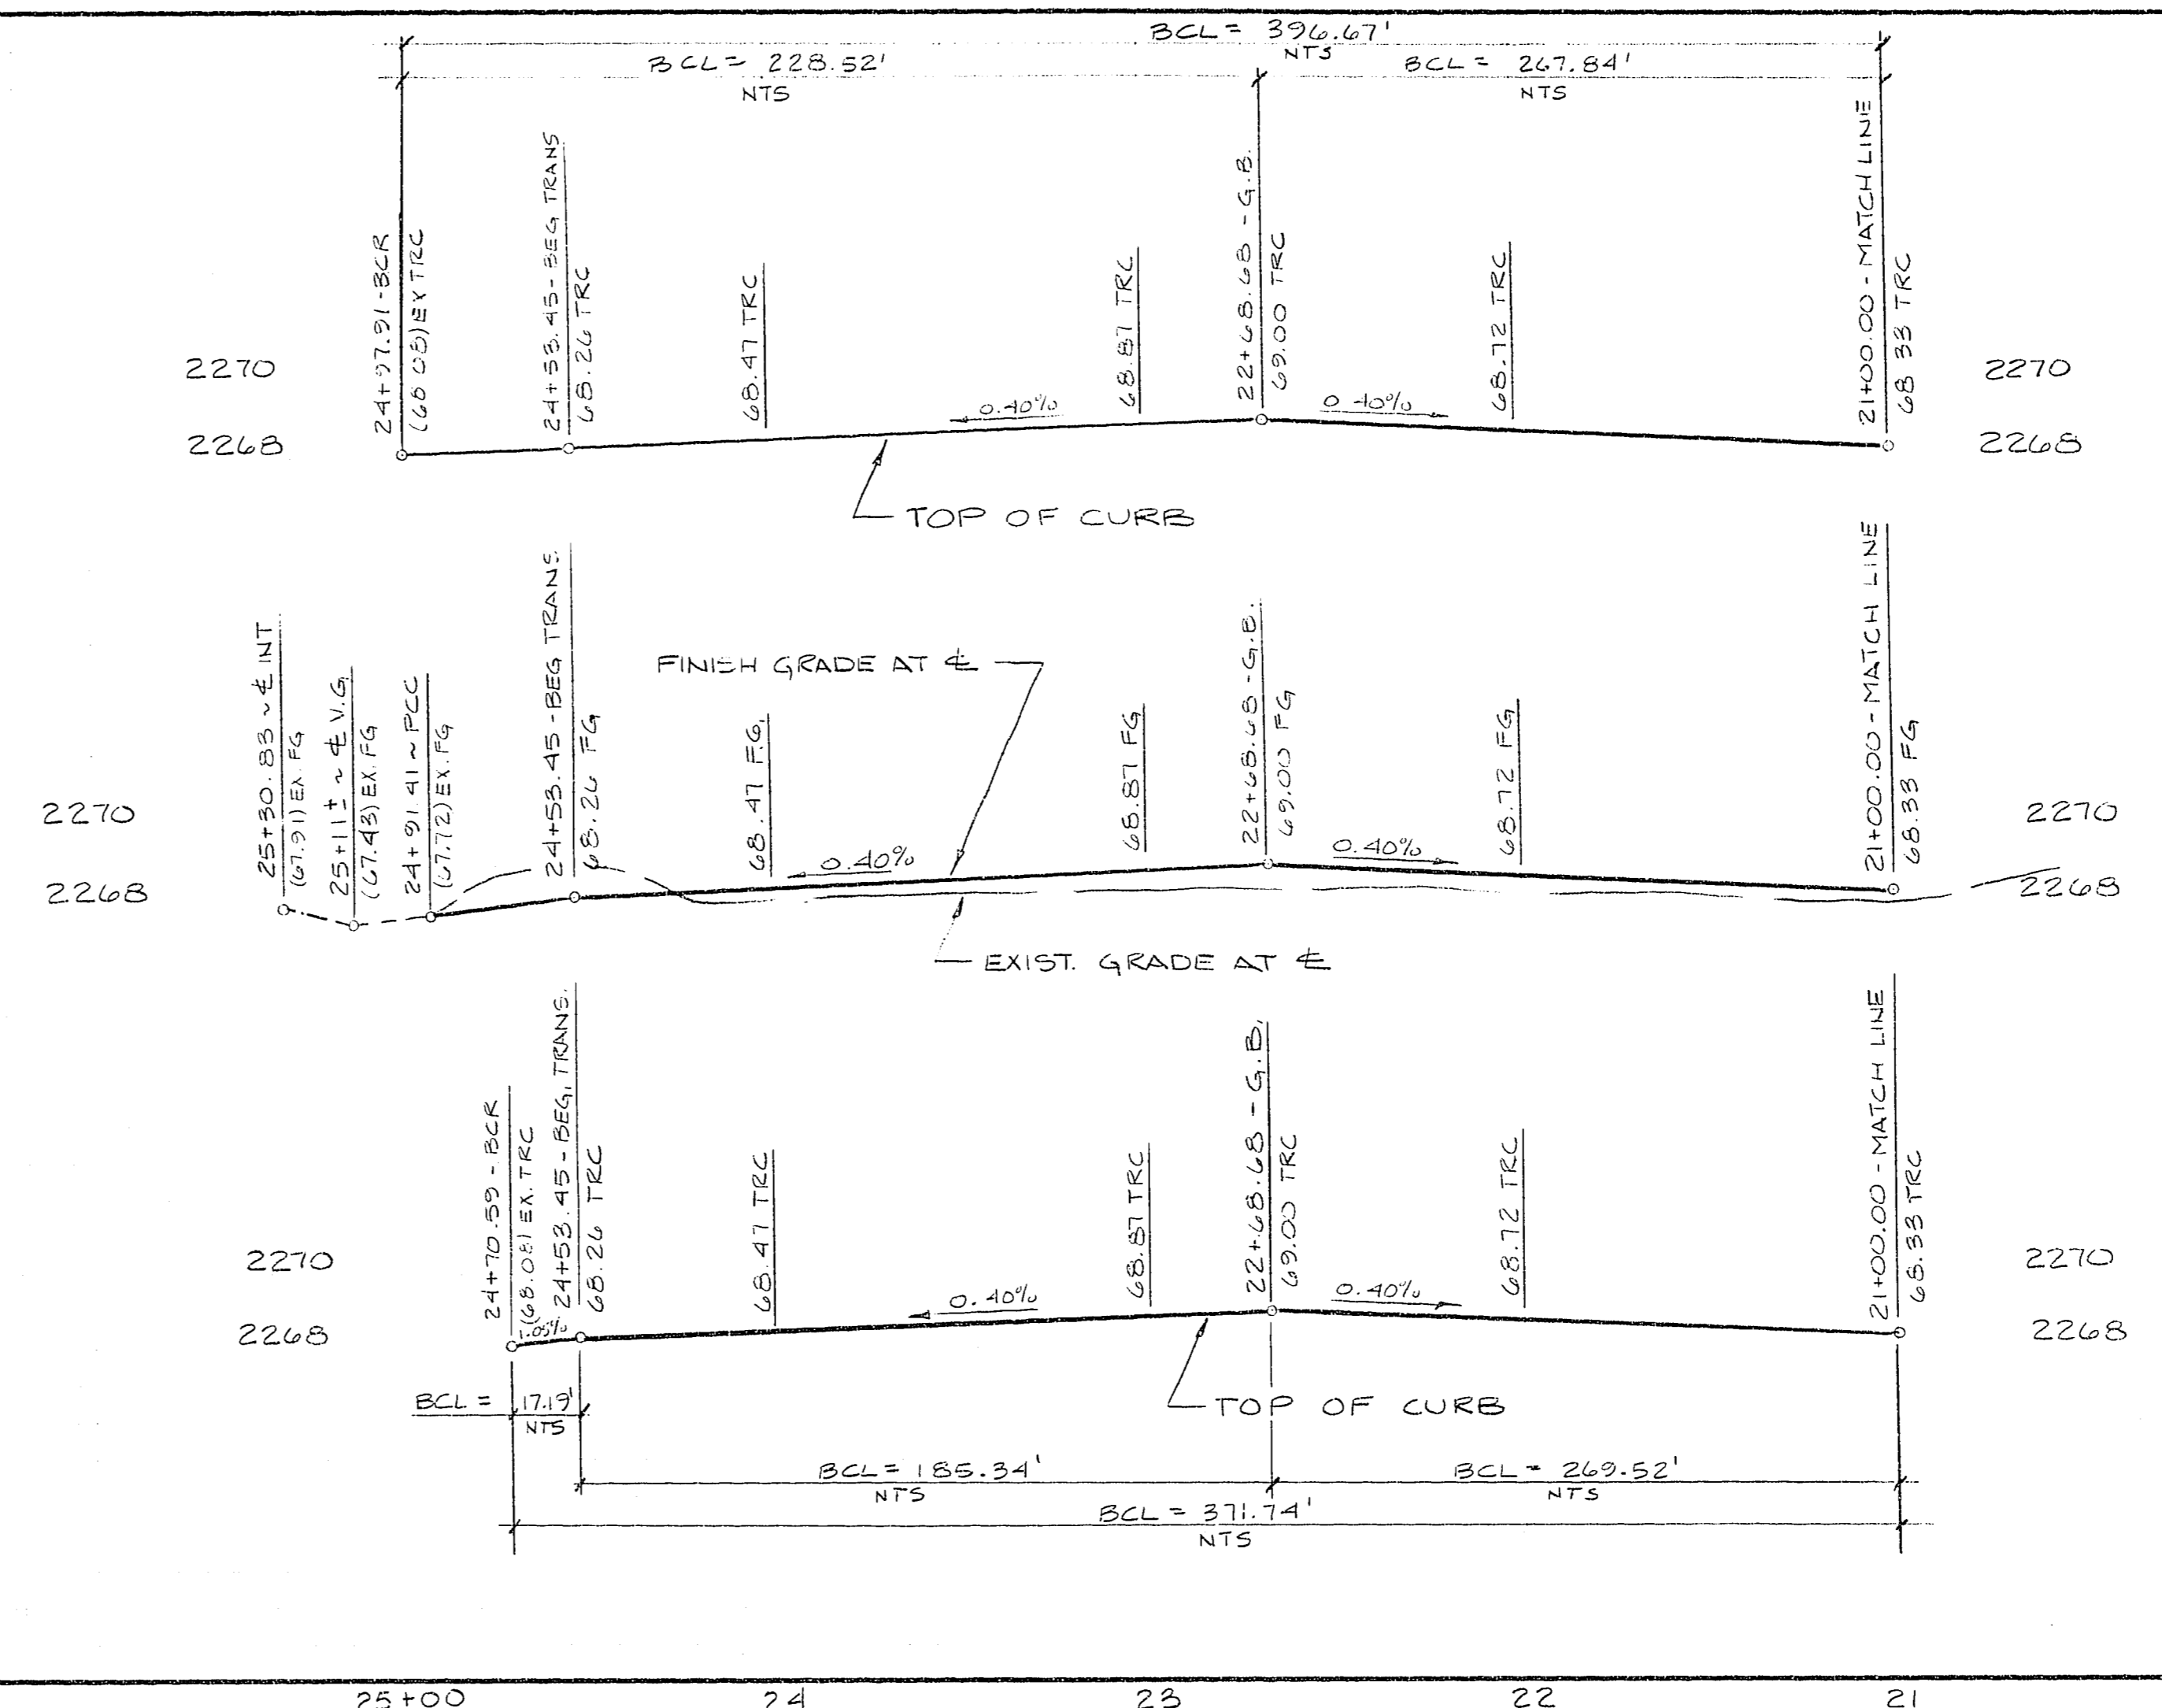 BCL = 396.67'
NTS
BCL = 228.52'
NTS
BCL = 267.84'
NTS
24+97.91-BCR
(68 08) EX TRC
24+53.45-BEG TRANS
68.26 TRC
68.47 TRC
68.87 TRC
22+68.68 - G.B.
69.00 TRC
68.72 TRC
21+00.00 - MATCH LINE
68 33 TRC
2270
2270
2268
2268
0.40%
0 40%
TOP OF CURB
25+30.83 ~ ℄ INT
(67.91) EX. FG
25+11 ± ~ ℄ V.G.
(67.43) EX. FG
24+91.41 ~ PCC
(67.72) EX. FG
24+53.45 - BEG TRANS.
68.26 FG
68.47 F.G.
68.87 FG
22+68.68 - G.B.
69.00 FG
68.72 FG
21+00.00 - MATCH LINE
68.33 FG
FINISH GRADE AT ℄
2270
2270
2268
2268
0.40%
0.40%
EXIST. GRADE AT ℄
24+70.59 - BCR
(68.08) EX. TRC
24+53.45 - BEG. TRANS.
68.26 TRC
68.47 TRC
68.87 TRC
22+68.68 - G.B.
69.00 TRC
68.72 TRC
21+00.00 - MATCH LINE
68.33 TRC
2270
2270
2268
2268
1.05%
0.40%
0.40%
TOP OF CURB
BCL = 17.19'
NTS
BCL = 185.34'
NTS
BCL = 269.52'
NTS
BCL = 371.74'
NTS
25+00 24 23 22 21